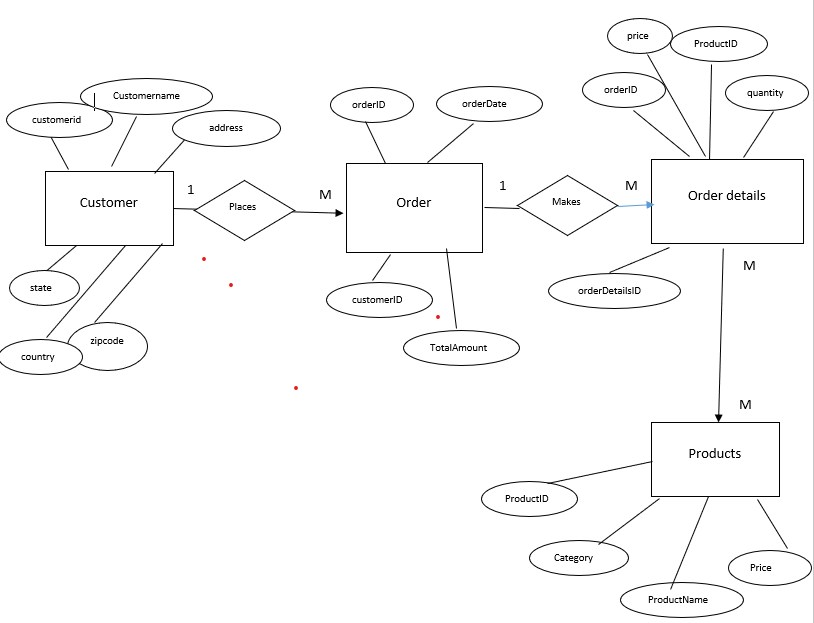 price
ProductID
orderID
quantity
Customername
customerid
address
orderID
orderDate
Customer
1
Places
M
Order
1
Makes
M
Order details
state
country
zipcode
customerID
TotalAmount
orderDetailsID
M
M
Products
ProductID
Category
ProductName
Price